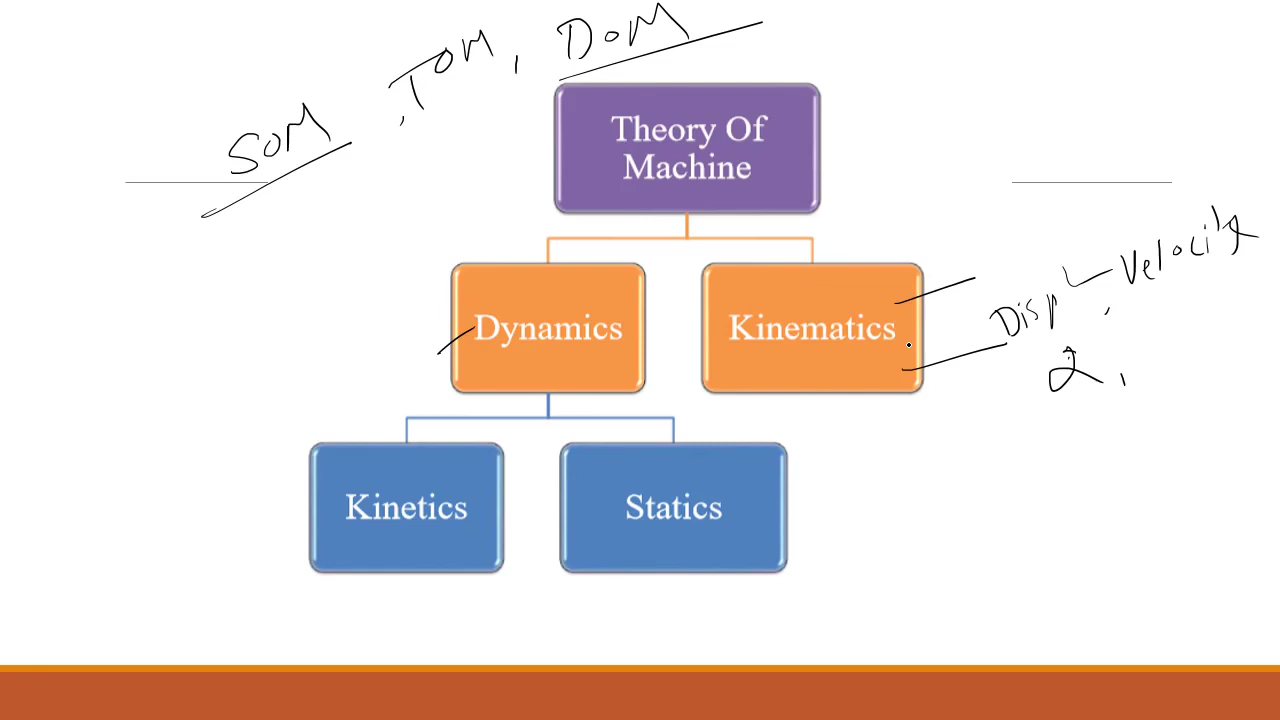 SOM , TOM , DOM
Theory Of
Machine
Velocity
Disp ,
Dynamics
Kinematics
Kinetics
Statics